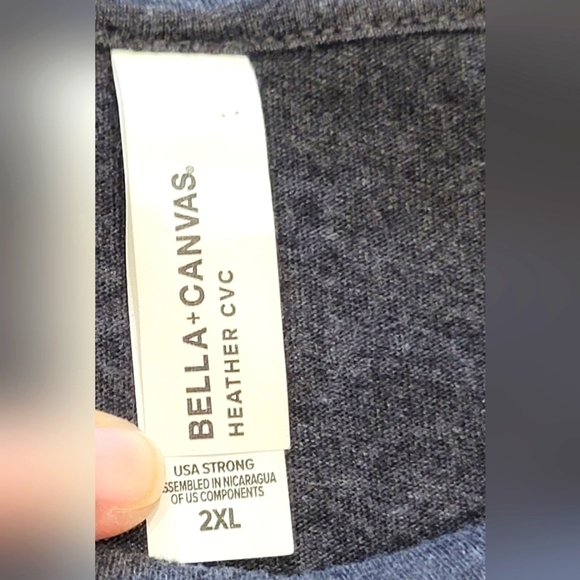 BELLA+CANVAS®
HEATHER CVC
USA STRONG
SSEMBLED IN NICARAGUA
OF US COMPONENTS
2XL